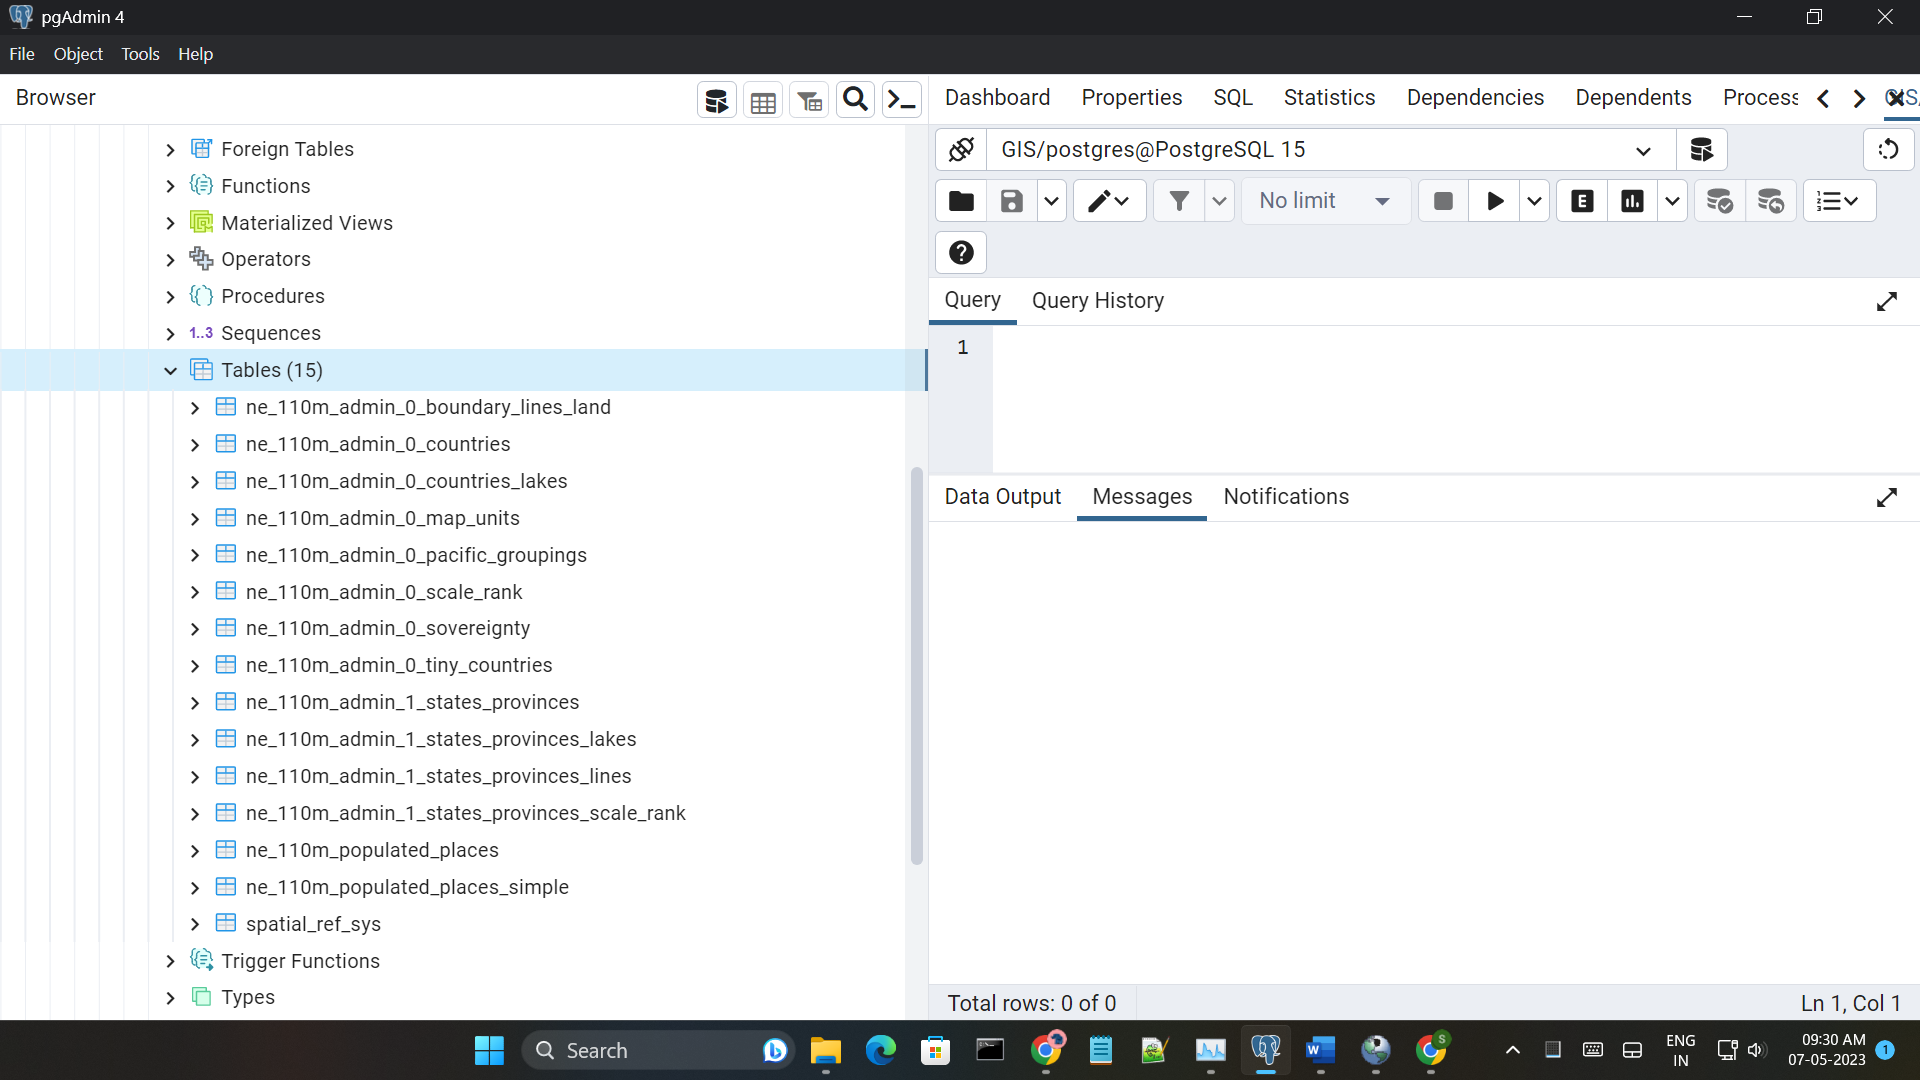 pgAdmin 4
File Object Tools Help
Browser
Dashboard Properties SQL Statistics Dependencies Dependents Process
Foreign Tables
Functions
Materialized Views
Operators
Procedures
1..3 Sequences
Tables (15)
ne_110m_admin_0_boundary_lines_land
ne_110m_admin_0_countries
ne_110m_admin_0_countries_lakes
ne_110m_admin_0_map_units
ne_110m_admin_0_pacific_groupings
ne_110m_admin_0_scale_rank
ne_110m_admin_0_sovereignty
ne_110m_admin_0_tiny_countries
ne_110m_admin_1_states_provinces
ne_110m_admin_1_states_provinces_lakes
ne_110m_admin_1_states_provinces_lines
ne_110m_admin_1_states_provinces_scale_rank
ne_110m_populated_places
ne_110m_populated_places_simple
spatial_ref_sys
Trigger Functions
Types
GIS/postgres@PostgreSQL 15
No limit
E
Query Query History
1
Data Output Messages Notifications
Total rows: 0 of 0
Ln 1, Col 1
Search
W
S
ENG
IN
09:30 AM
07-05-2023
1